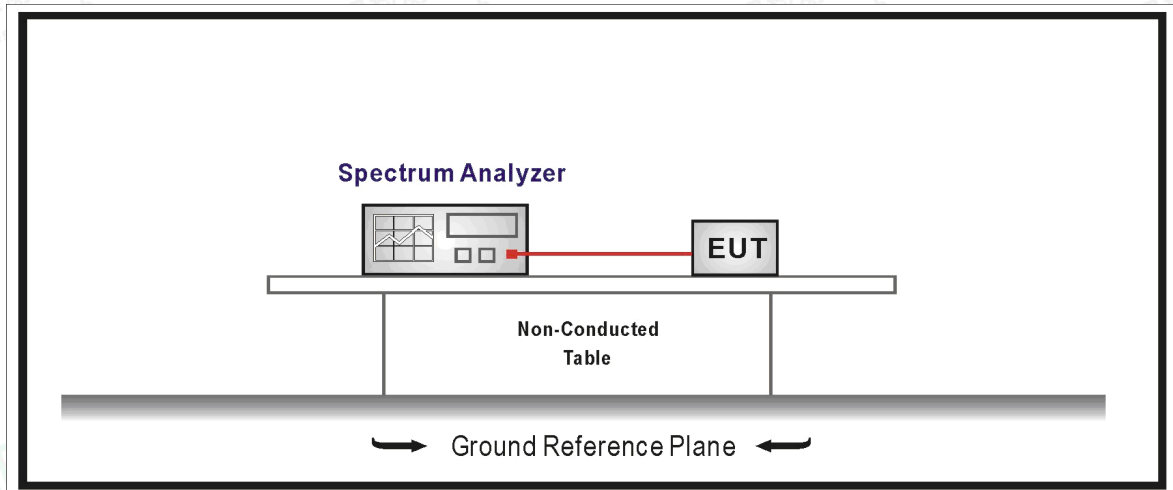 Spectrum Analyzer
EUT
Non-Conducted
Table
Ground Reference Plane